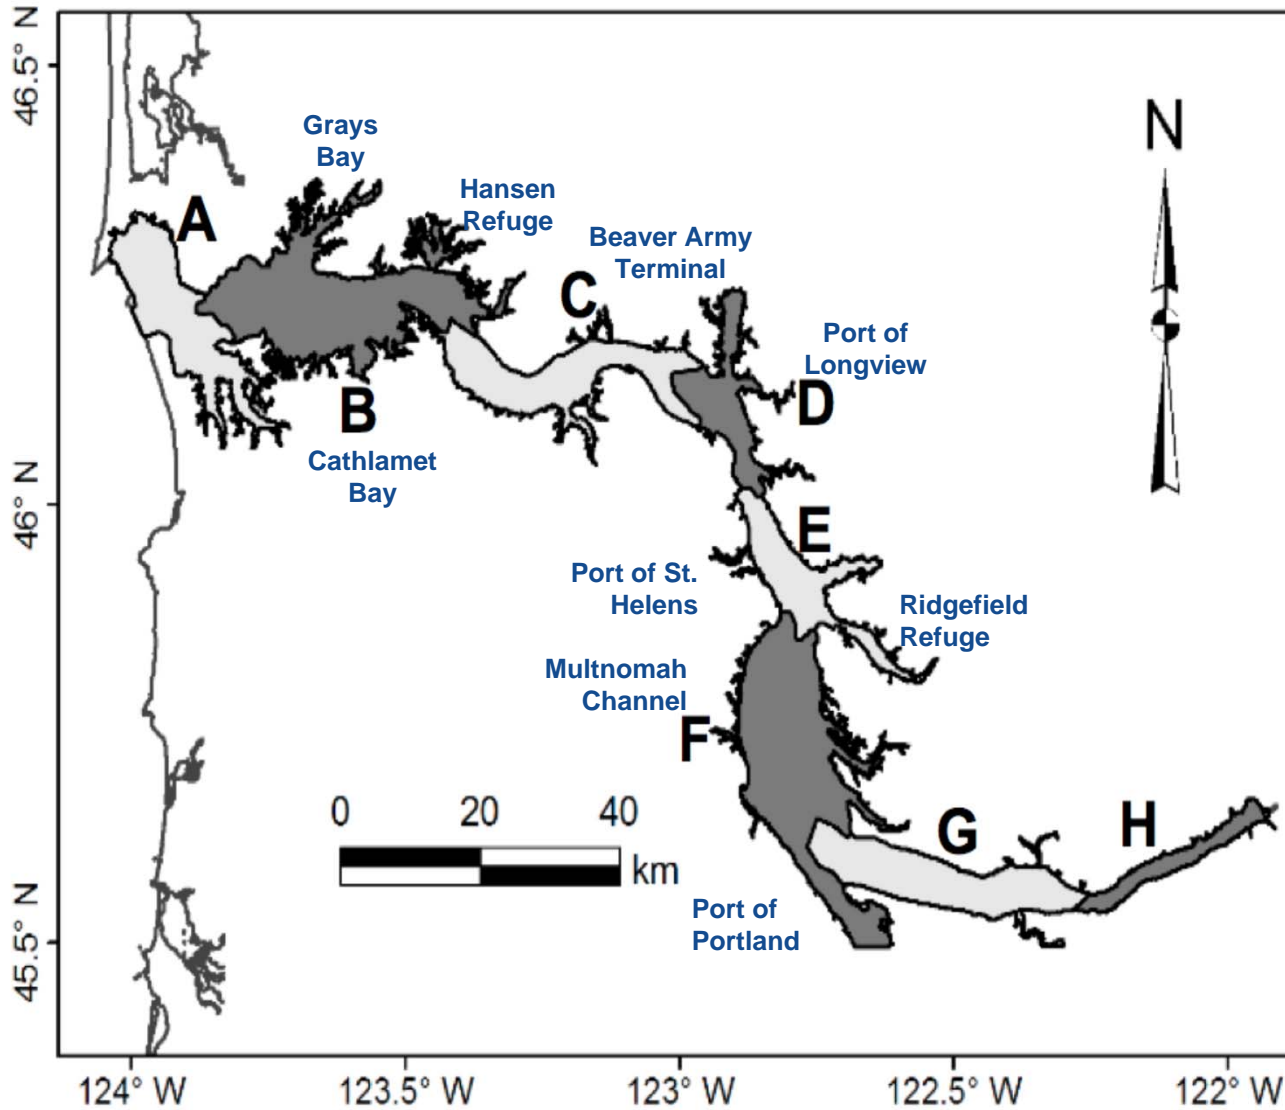 46.5° N
46° N
45.5° N
N
Grays
Bay
Hansen
Refuge
A
Beaver Army
Terminal
C
Port of
Longview
B
D
Cathlamet
Bay
E
Port of St.
Helens
Ridgefield
Refuge
Multnomah
Channel
F
0 20 40
km
G
H
Port of
Portland
124° W 123.5° W 123° W 122.5° W 122° W